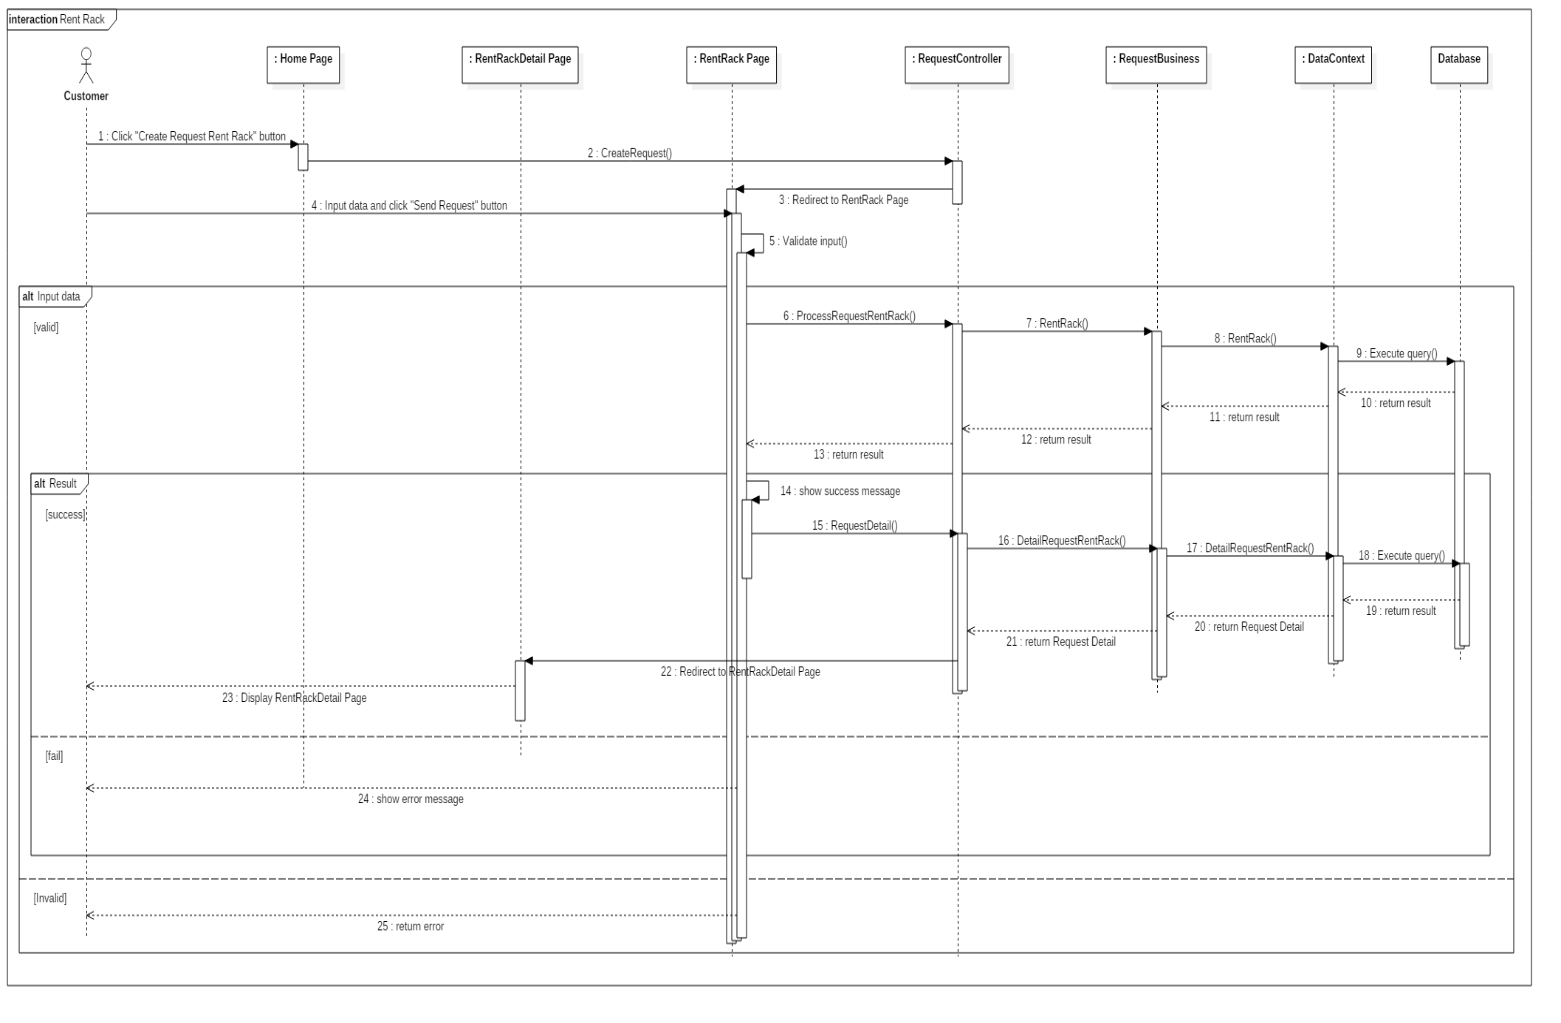 interaction Rent Rack
: Home Page
: RentRackDetail Page
: RentRack Page
: RequestController
: RequestBusiness
: DataContext
Database
Customer
1 : Click "Create Request Rent Rack" button
2 : CreateRequest()
3 : Redirect to RentRack Page
4 : Input data and click "Send Request" button
5 : Validate input()
alt Input data
[valid]
6 : ProcessRequestRentRack()
7 : RentRack()
8 : RentRack()
9 : Execute query()
10 : return result
11 : return result
12 : return result
13 : return result
alt Result
[success]
14 : show success message
15 : RequestDetail()
16 : DetailRequestRentRack()
17 : DetailRequestRentRack()
18 : Execute query()
19 : return result
20 : return Request Detail
21 : return Request Detail
22 : Redirect to RentRackDetail Page
23 : Display RentRackDetail Page
[fail]
24 : show error message
[Invalid]
25 : return error